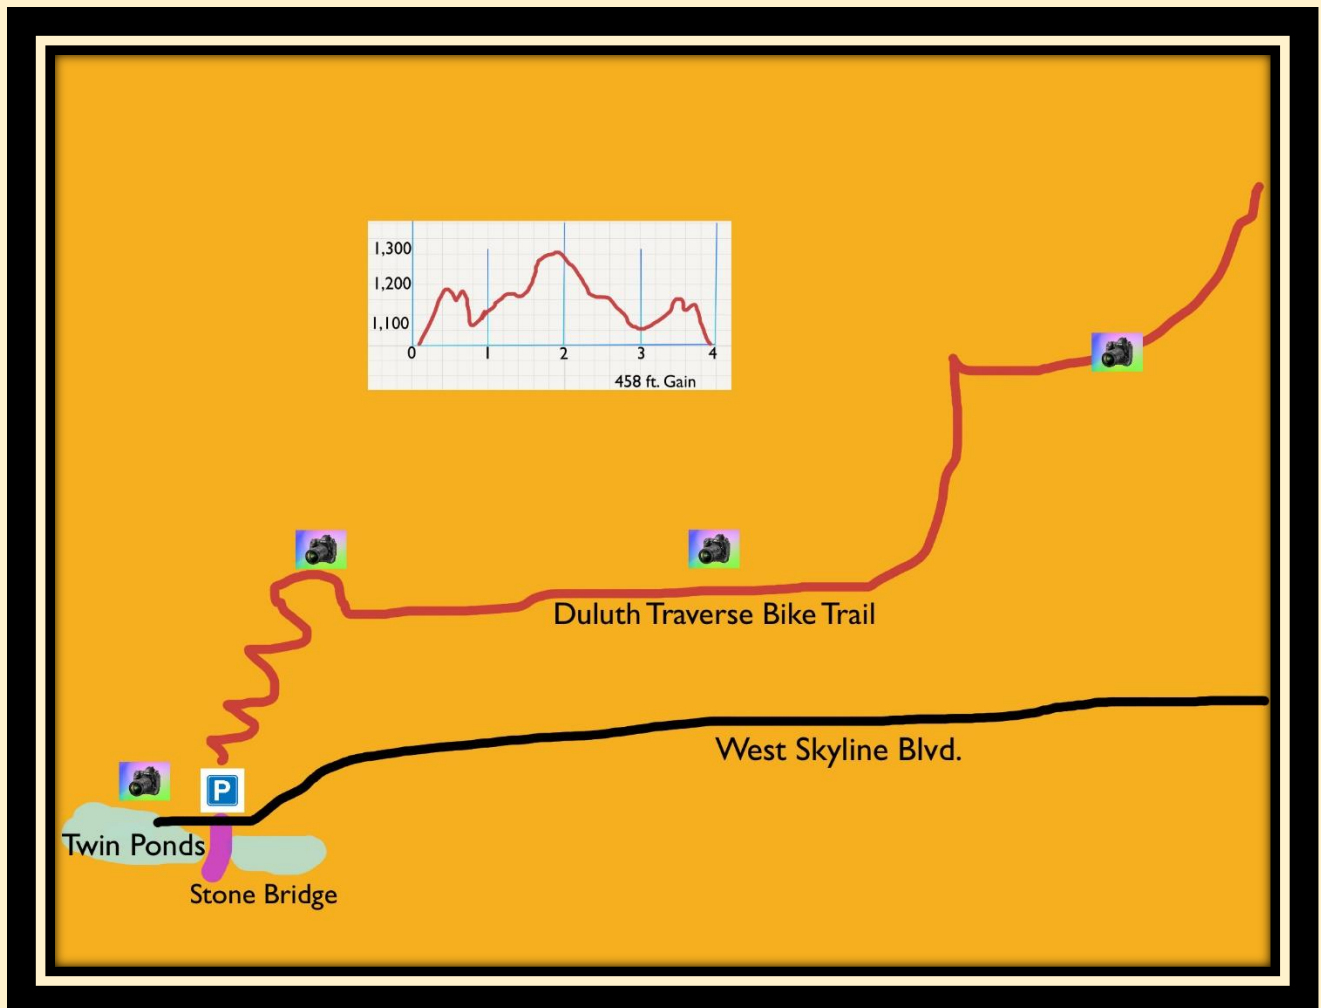 1,300
1,200
1,100
0 1 2 3 4
458 ft. Gain
Duluth Traverse Bike Trail
West Skyline Blvd.
P
Twin Ponds
Stone Bridge